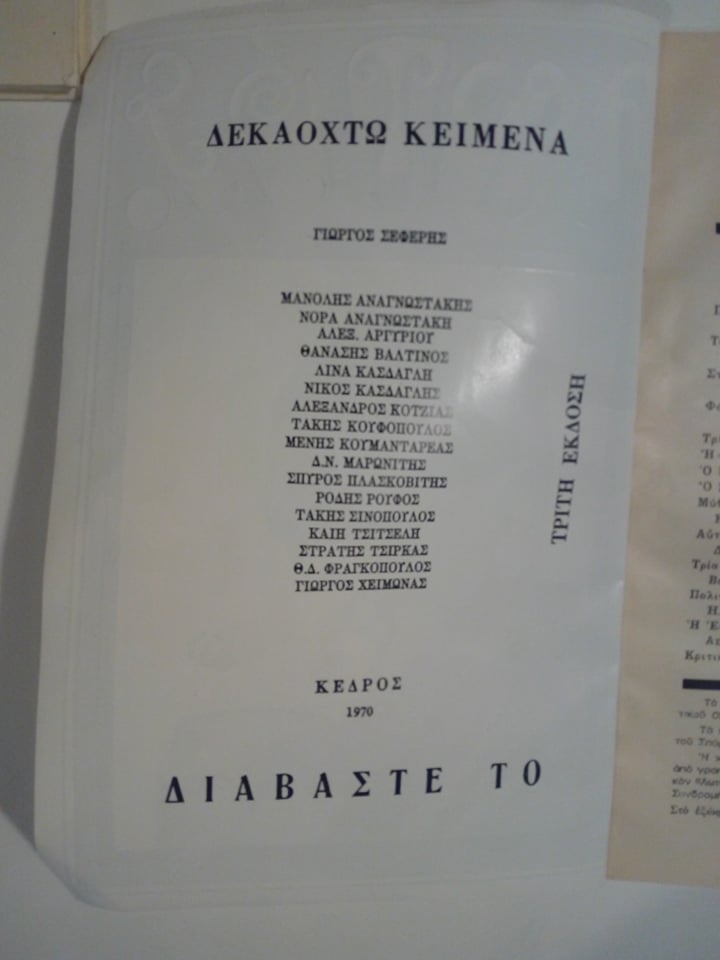 ΔΕΚΑΟΧΤΩ ΚΕΙΜΕΝΑ
ΓΙΩΡΓΟΣ ΣΕΦΕΡΗΣ
ΜΑΝΟΛΗΣ ΑΝΑΓΝΩΣΤΑΚΗΣ
ΝΟΡΑ ΑΝΑΓΝΩΣΤΑΚΗ
ΑΛΕΞ. ΑΡΓΥΡΙΟΥ
ΘΑΝΑΣΗΣ ΒΑΛΤΙΝΟΣ
ΛΙΝΑ ΚΑΣΔΑΓΛΗ
ΝΙΚΟΣ ΚΑΣΔΑΓΛΗΣ
ΑΛΕΞΑΝΔΡΟΣ ΚΟΤΖΙΑΣ
ΤΑΚΗΣ ΚΟΥΦΟΠΟΥΛΟΣ
ΜΕΝΗΣ ΚΟΥΜΑΝΤΑΡΕΑΣ
Δ.Ν. ΜΑΡΩΝΙΤΗΣ
ΣΠΥΡΟΣ ΠΛΑΣΚΟΒΙΤΗΣ
ΡΟΔΗΣ ΡΟΥΦΟΣ
ΤΑΚΗΣ ΣΙΝΟΠΟΥΛΟΣ
ΚΑΙΗ ΤΣΙΤΣΕΛΗ
ΣΤΡΑΤΗΣ ΤΣΙΡΚΑΣ
Θ.Δ. ΦΡΑΓΚΟΠΟΥΛΟΣ
ΓΙΩΡΓΟΣ ΧΕΙΜΩΝΑΣ
ΤΡΙΤΗ ΕΚΔΟΣΗ
ΚΕΔΡΟΣ
1970
ΔΙΑΒΑΣΤΕ ΤΟ